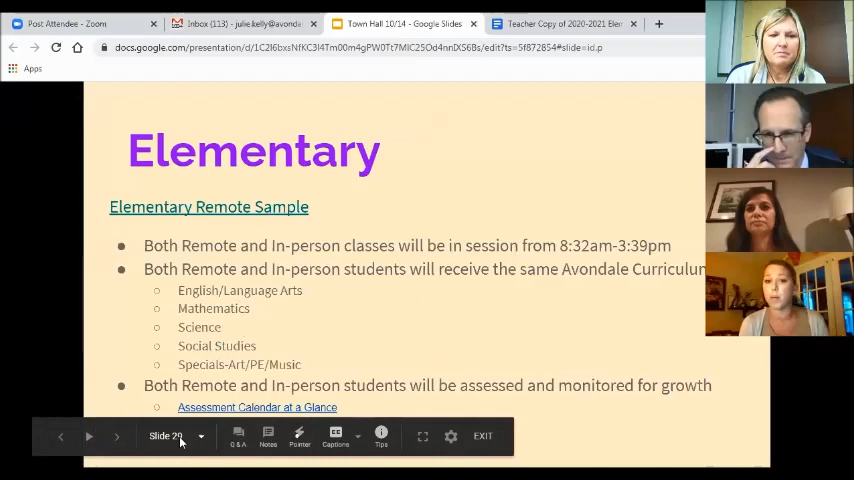 Post Attendee - Zoom
Inbox (113) - julie.kelly@avonda
Town Hall 10/14 - Google Slides
Teacher Copy of 2020-2021 Elem
Apps
Elementary
Elementary Remote Sample
Both Remote and In-person classes will be in session from 8:32am-3:39pm
Both Remote and In-person students will receive the same Avondale Curriculum
English/Language Arts
Mathematics
Science
Social Studies
Specials-Art/PE/Music
Both Remote and In-person students will be assessed and monitored for growth
Assessment Calendar at a Glance
Slide 29
Q & A
Notes
Pointer
Captions
Tips
EXIT